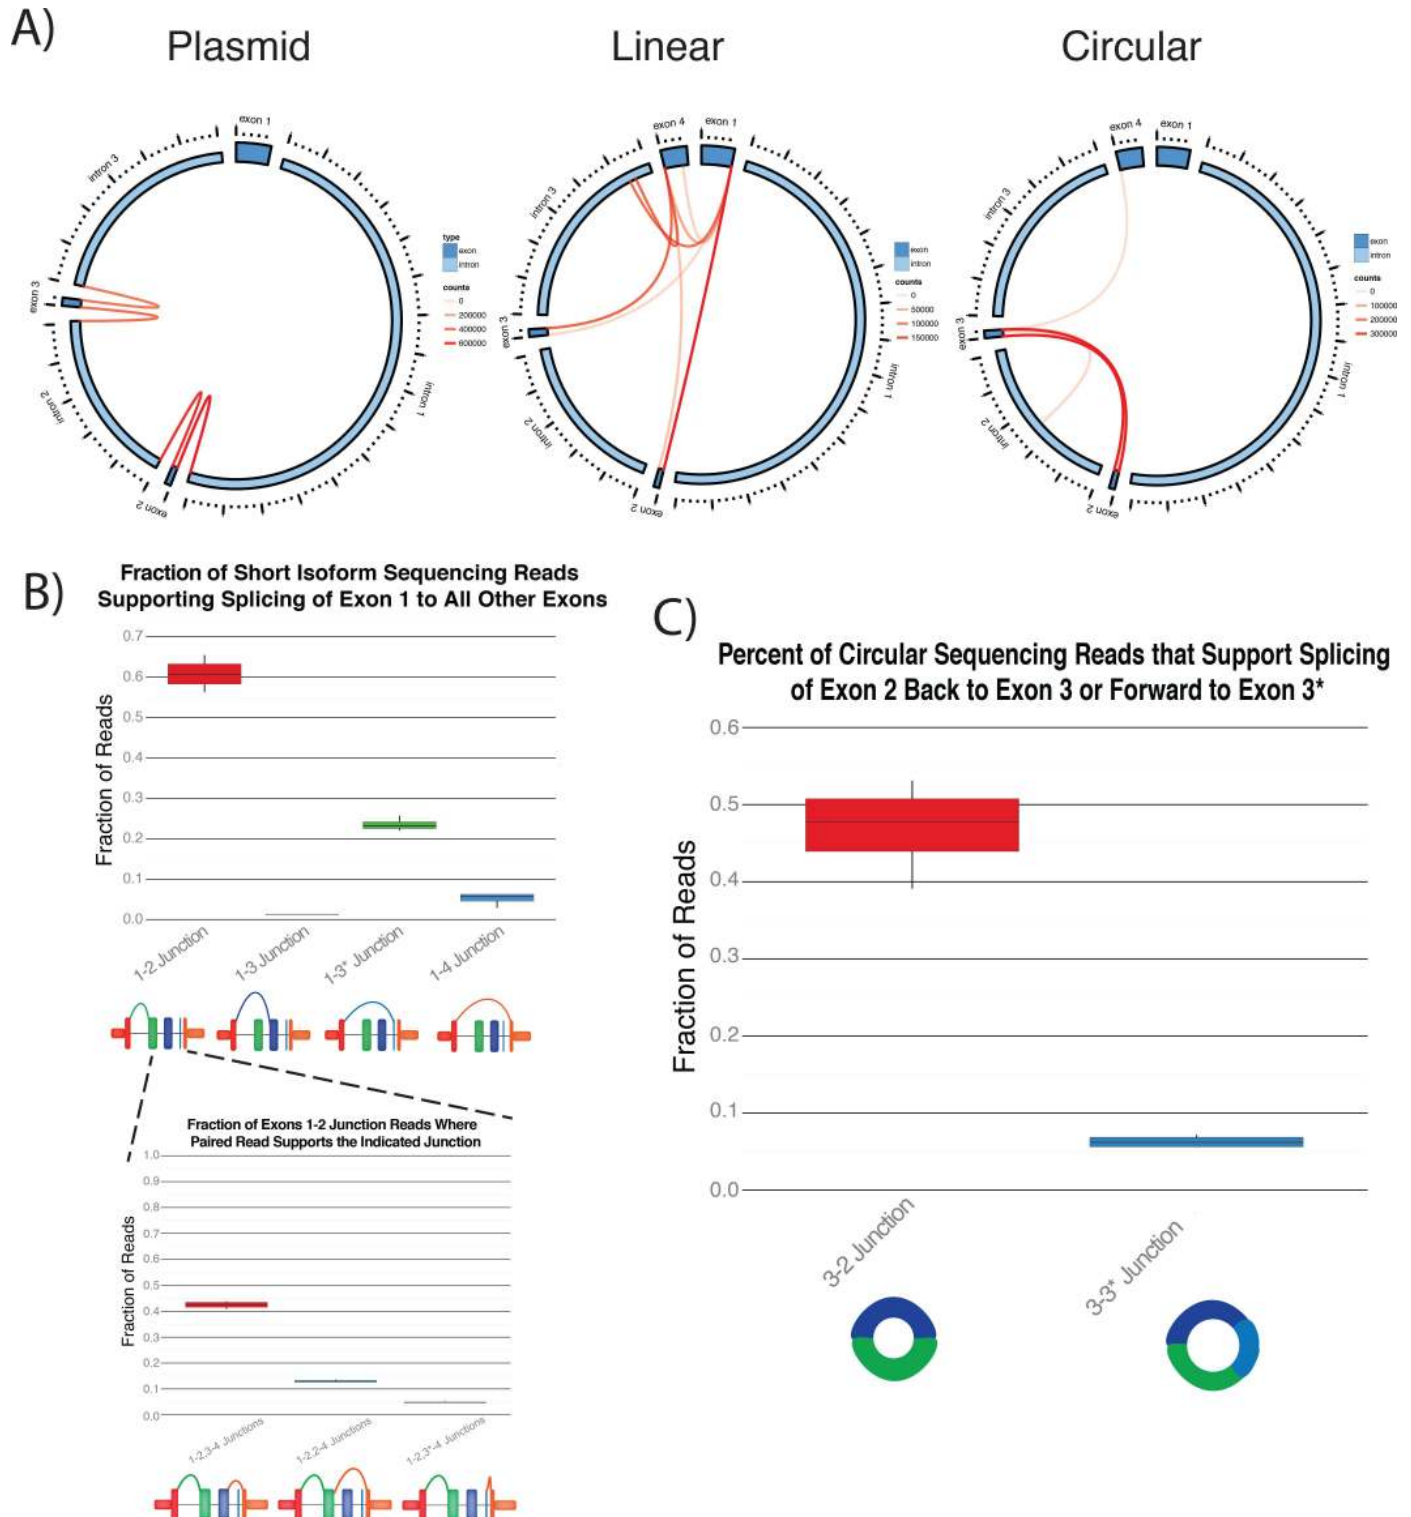 A)
Plasmid
Linear
Circular
exon 1
intron 3
exon 3
intron 2
exon 2
intron 1
type
exon
intron
counts
0
200000
400000
600000
exon 4
exon 1
intron 3
exon 3
intron 2
exon 2
intron 1
exon
intron
counts
0
50000
100000
150000
exon 4
exon 1
intron 3
exon 3
intron 2
exon 2
intron 1
exon
intron
counts
0
100000
200000
300000
B)
Fraction of Short Isoform Sequencing Reads
Supporting Splicing of Exon 1 to All Other Exons
Fraction of Reads
0.7
0.6
0.5
0.4
0.3
0.2
0.1
0.0
1-2 Junction
1-3 Junction
1-3* Junction
1-4 Junction
Fraction of Exons 1-2 Junction Reads Where
Paired Read Supports the Indicated Junction
Fraction of Reads
1.0
0.9
0.8
0.7
0.6
0.5
0.4
0.3
0.2
0.1
0.0
1-2,3-4 Junctions
1-2,2-4 Junctions
1-2,3*-4 Junctions
C)
Percent of Circular Sequencing Reads that Support Splicing
of Exon 2 Back to Exon 3 or Forward to Exon 3*
Fraction of Reads
0.6
0.5
0.4
0.3
0.2
0.1
0.0
3-2 Junction
3-3* Junction